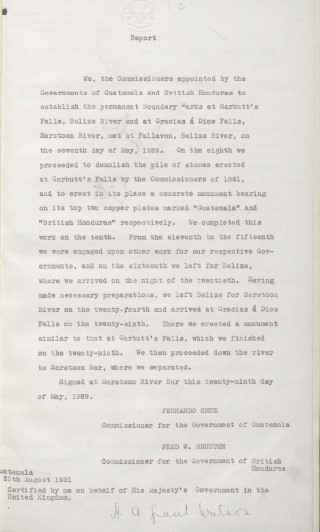 Report
We, the Commissioners appointed by the
Governments of Guatemala and British Honduras to
establish the permanent Boundary Marks at Garbutt's
Falls, Belize River and at Gracias á Dios Falls,
Sarstoon River, met at Fallavon, Belize River, on
the seventh day of May, 1929. On the eighth we
proceeded to demolish the pile of stones erected
at Garbutt's Falls by the Commissioners of 1861,
and to erect in its place a concrete monument bearing
on its top two copper plates marked "Guatemala" and
"British Honduras" respectively. We completed this
work on the tenth. From the eleventh to the fifteenth
we were engaged upon other work for our respective Gov-
ernments, and on the sixteenth we left for Belize,
where we arrived on the night of the twentieth. Having
made necessary preparations, we left Belize for Sarstoon
River on the twenty-fourth and arrived at Gracias á Dios
Falls on the twenty-sixth. There we erected a monument
similar to that at Garbutt's Falls, which we finished
on the twenty-ninth. We then proceeded down the river
to Sarstoon Bar, where we separated.
Signed at Sarstoon River Bar this twenty-ninth day
of May, 1929.
FERNANDO CRUZ
Commissioner for the Government of Guatemala
FRED W. BRUNTON
Commissioner for the Government of British
Honduras
atemala
August 1931
Certified by me on behalf of His Majesty's Government in the
United Kingdom.
H. A. Grant Watson